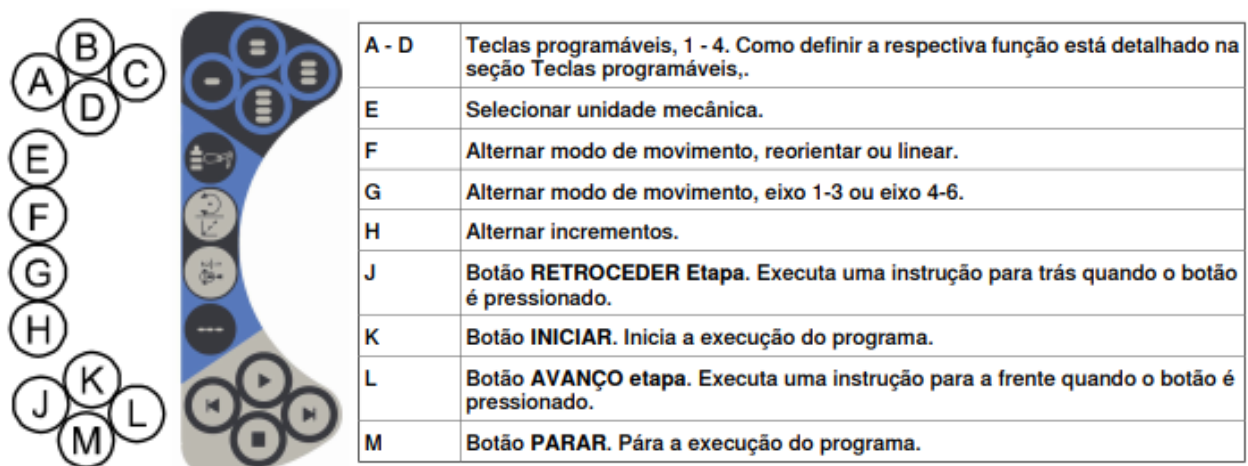 A
B
C
D
E
F
G
H
J
K
L
M
A - D Teclas programáveis, 1 - 4. Como definir a respectiva função está detalhado na
seção Teclas programáveis,.
E Selecionar unidade mecânica.
F Alternar modo de movimento, reorientar ou linear.
G Alternar modo de movimento, eixo 1-3 ou eixo 4-6.
H Alternar incrementos.
J Botão RETROCEDER Etapa. Executa uma instrução para trás quando o botão
é pressionado.
K Botão INICIAR. Inicia a execução do programa.
L Botão AVANÇO etapa. Executa uma instrução para a frente quando o botão é
pressionado.
M Botão PARAR. Pára a execução do programa.